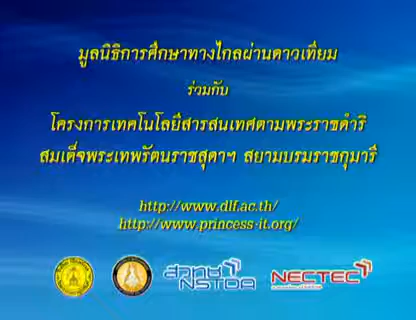 มูลนิธิการศึกษาทางไกลผ่านดาวเทียม
ร่วมกับ
โครงการเทคโนโลยีสารสนเทศตามพระราชดำริ
สมเด็จพระเทพรัตนราชสุดาฯ สยามบรมราชกุมารี
http://www.dlf.ac.th/
http://www.princess-it.org/
สวทช
NSTDA
NECTEC